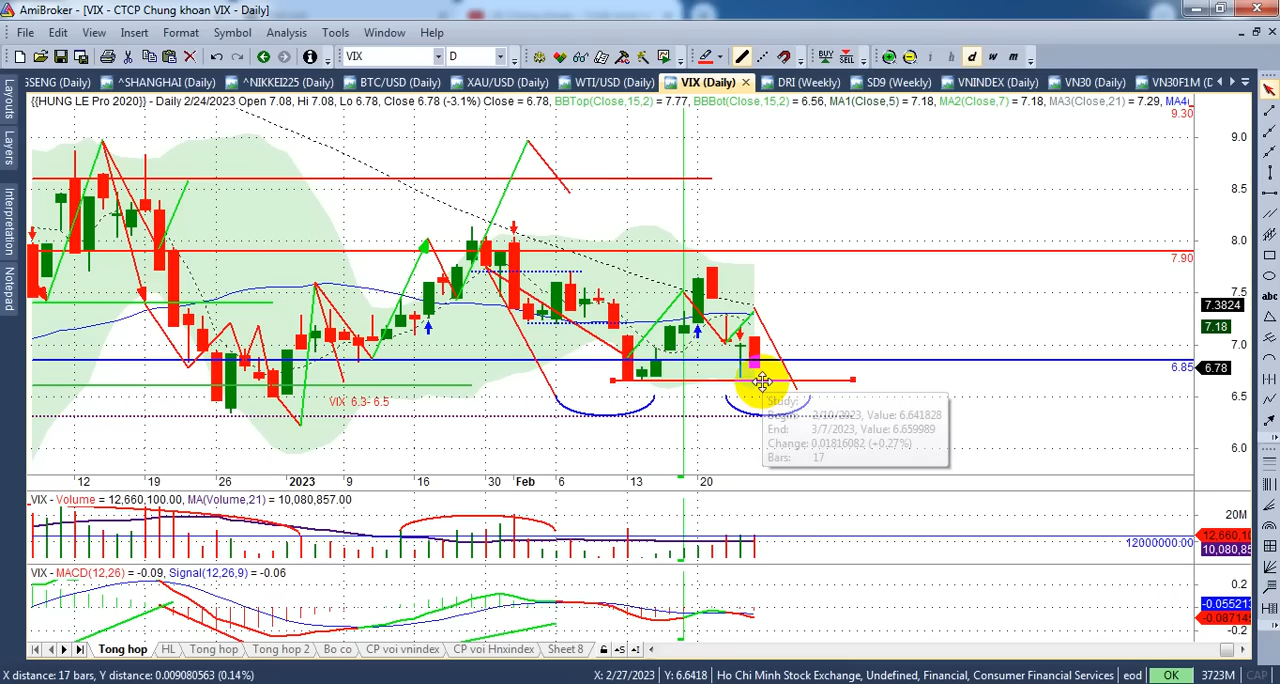 AmiBroker - [VIX - CTCP Chung khoan VIX - Daily]
File Edit View Insert Format Symbol Analysis Tools Window Help
VIX D BUY SELL i h d w m
SSENG (Daily) ^SHANGHAI (Daily) ^NIKKEI225 (Daily) BTC/USD (Daily) XAU/USD (Daily) WTI/USD (Daily) VIX (Daily) DRI (Weekly) SD9 (Weekly) VNINDEX (Daily) VN30 (Daily) VN30F1M (D
Layouts
Layers
Interpretation
Notepad
{{HUNG LE Pro 2020}} - Daily 2/24/2023 Open 7.08, Hi 7.08, Lo 6.78, Close 6.78 (-3.1%) Close = 6.78, BBTop(Close,15,2) = 7.77, BBBot(Close,15,2) = 6.56, MA1(Close,5) = 7.18, MA2(Close,7) = 7.18, MA3(Close,21) = 7.29, MA4(
9.30
9.0
8.5
8.0
7.90
7.5
7.3824
7.18
7.0
6.85
6.78
6.5
6.0
VIX 6.3- 6.5
Study:
Begin: 2/10/2023, Value: 6.641828
End: 3/7/2023, Value: 6.659989
Change: 0.01816082 (+0.27%)
Bars: 17
12 19 26 2023 9 16 30 Feb 6 13 20
VIX - Volume = 12,660,100.00, MA(Volume,21) = 10,080,857.00
20M
12,660,10
12000000.00
10,080,85
VIX - MACD(12,26) = -0.09, Signal(12,26,9) = -0.06
0.2
-0.055213
-0.087145
-0.2
abc
Tong hop HL Tong hop Tong hop 2 Bo co CP voi vnindex CP voi Hnxindex Sheet 8
X distance: 17 bars, Y distance: 0.009080563 (0.14%) X: 2/27/2023 Y: 6.6418 Ho Chi Minh Stock Exchange, Undefined, Financial, Consumer Financial Services eod OK 3723M CAP